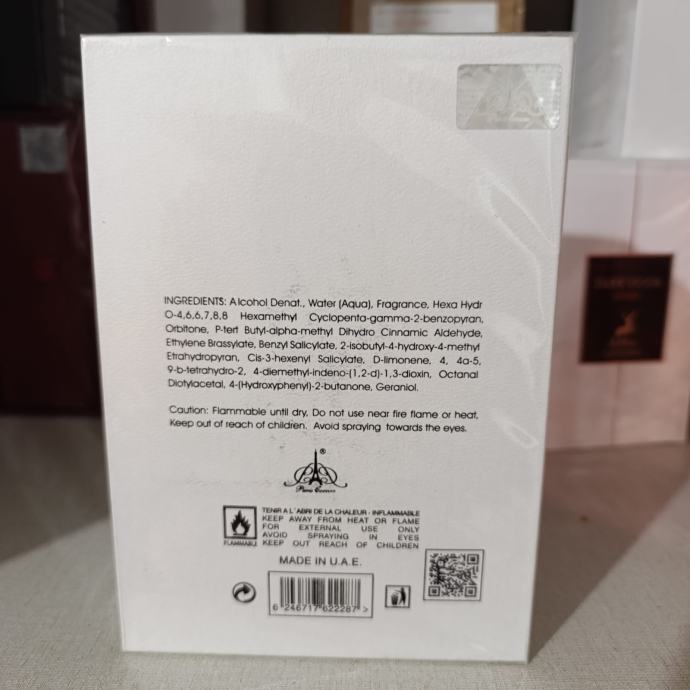 INGREDIENTS: Alcohol Denat., Water (Aqua), Fragrance, Hexa Hydr
O-4,6,6,7,8,8 Hexamethyl Cyclopenta-gamma-2-benzopyran,
Orbitone, P-tert Butyl-alpha-methyl Dihydro Cinnamic Aldehyde,
Ethylene Brassylate, Benzyl Salicylate, 2-isobutyl-4-hydroxy-4-methyl
Etrahydropyran, Cis-3-hexenyl Salicylate, D-limonene, 4, 4a-5,
9-b-tetrahydro-2, 4-diemethyl-indeno-(1,2-d)-1,3-dioxin, Octanal
Diotylacetal, 4-(Hydroxyphenyl)-2-butanone, Geraniol.
Caution: Flammable until dry, Do not use near fire flame or heat,
Keep out of reach of children. Avoid spraying towards the eyes.
®
Paris Corner
TENIR A L'ABRI DE LA CHALEUR - INFLAMMABLE
KEEP AWAY FROM HEAT OR FLAME
FOR EXTERNAL USE ONLY
AVOID SPRAYING IN EYES
KEEP OUT REACH OF CHILDREN
FLAMMABLE
MADE IN U.A.E.
6 246717 622287 >